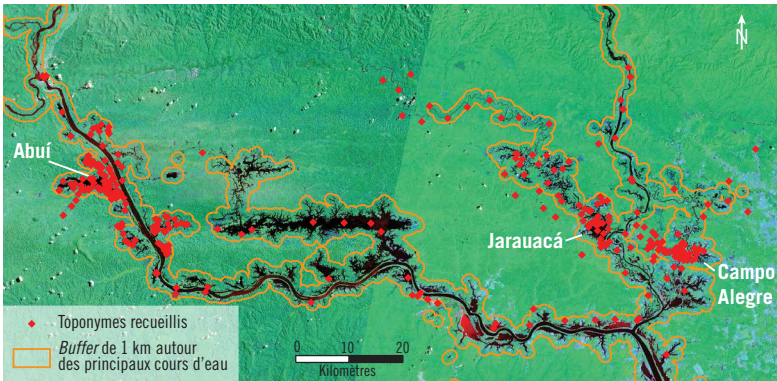 N
Abuí
Jarauacá
Campo
Alegre
Toponymes recueillis
Buffer de 1 km autour
des principaux cours d'eau
0 10 20
Kilomètres